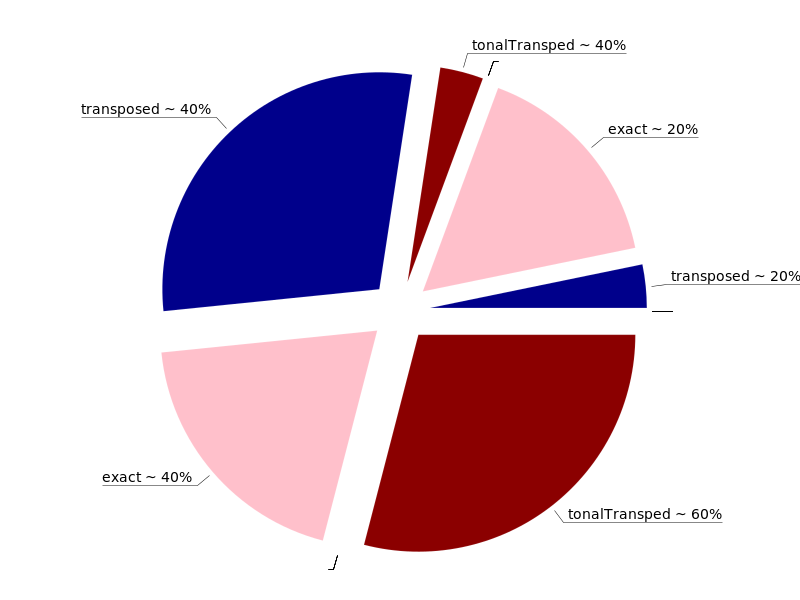 tonalTransped ~ 40%
transposed ~ 40%
exact ~ 20%
transposed ~ 20%
exact ~ 40%
tonalTransped ~ 60%